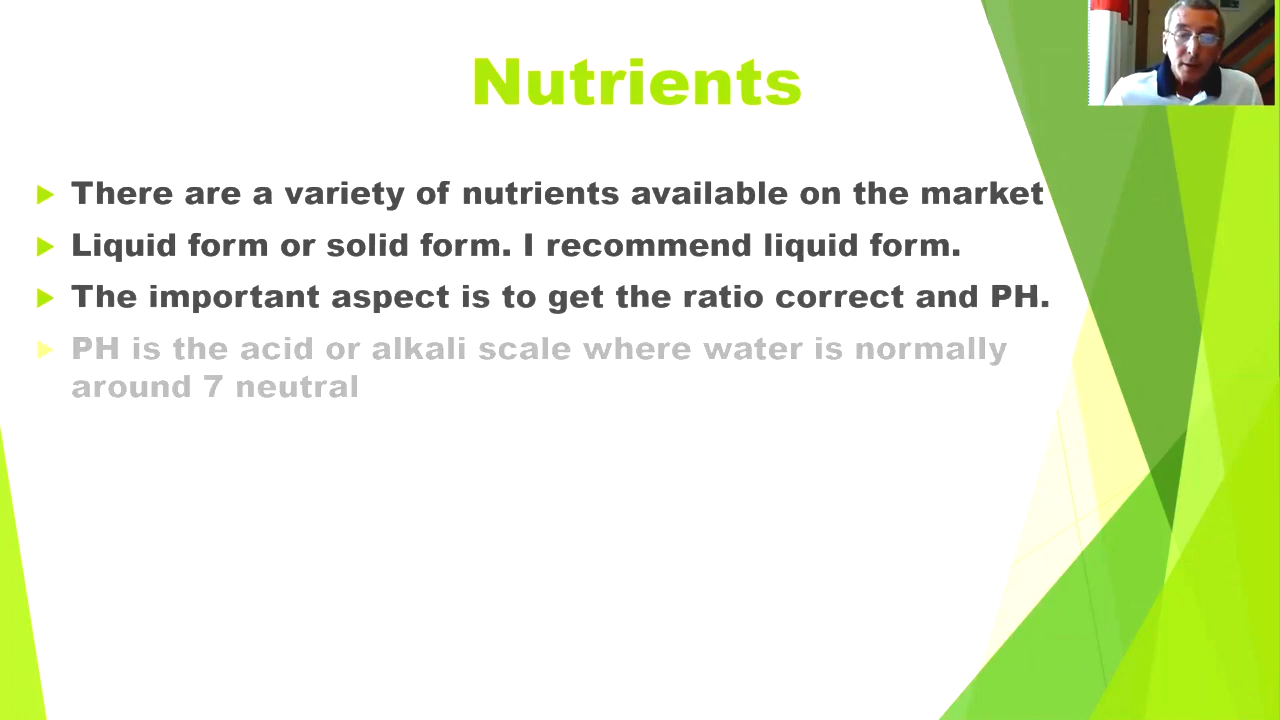 Nutrients
There are a variety of nutrients available on the market
Liquid form or solid form. I recommend liquid form.
The important aspect is to get the ratio correct and PH.
PH is the acid or alkali scale where water is normally
around 7 neutral